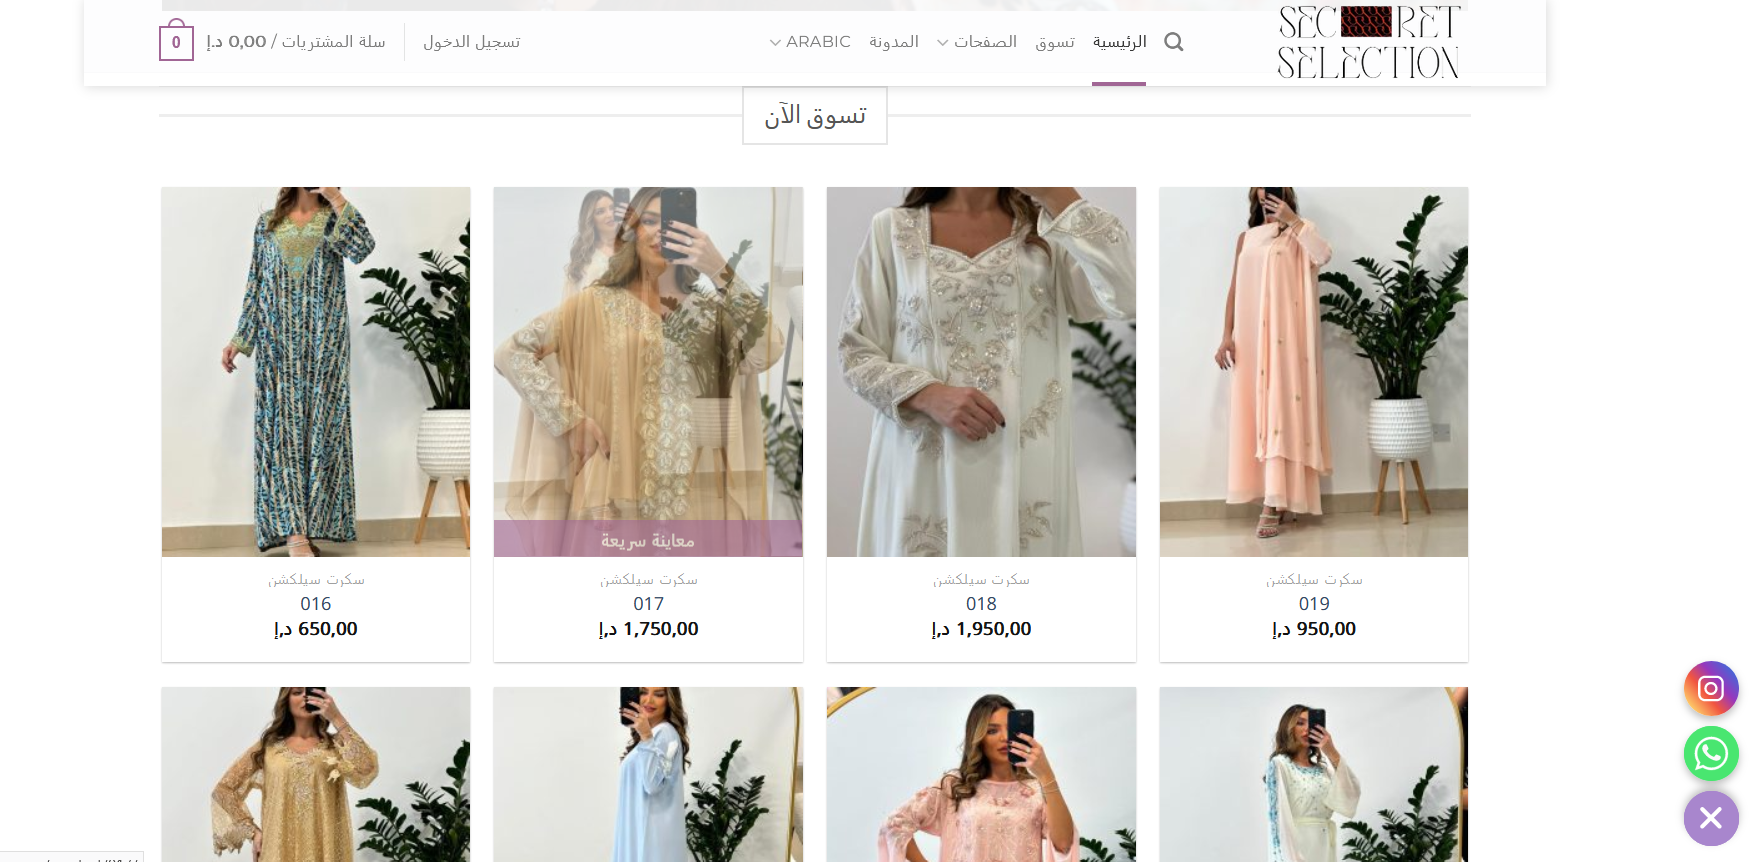 SECRET
SELECTION
الرئيسية
تسوق
الصفحات
المدونة
ARABIC
تسجيل الدخول
سلة المشتريات / 0,00 د.إ
0
تسوق الآن
معاينة سريعة
سكرت سيلكشن
019
950,00 د.إ
سكرت سيلكشن
018
1,950,00 د.إ
سكرت سيلكشن
017
1,750,00 د.إ
سكرت سيلكشن
016
650,00 د.إ